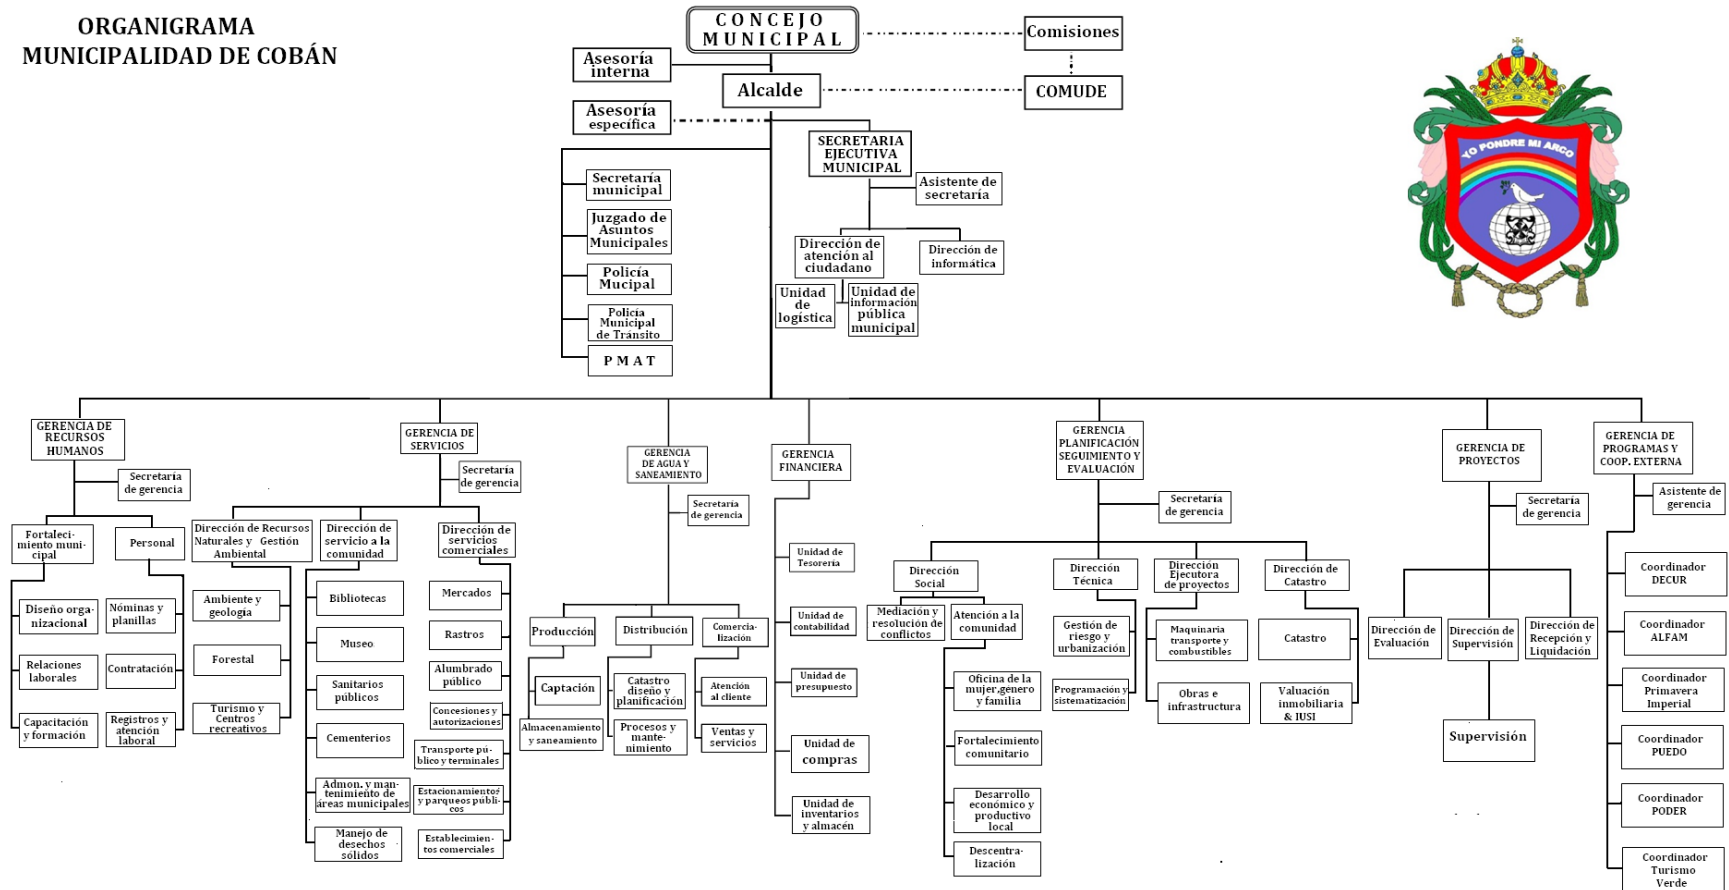 ORGANIGRAMA
MUNICIPALIDAD DE COBÁN
CONCEJO
MUNICIPAL
Comisiones
Asesoría
interna
Alcalde
COMUDE
Asesoría
específica
SECRETARIA
EJECUTIVA
MUNICIPAL
YO PONDRE MI ARCO
Secretaría
municipal
Asistente de
secretaría
Juzgado de
Asuntos
Municipales
Dirección de
atención al
ciudadano
Dirección de
informática
Policía
Mucipal
Unidad
de
logística
Unidad de
información
pública
municipal
Policía
Municipal
de Tránsito
P M A T
GERENCIA DE
RECURSOS
HUMANOS
GERENCIA DE
SERVICIOS
GERENCIA
DE AGUA Y
SANEAMIENTO
GERENCIA
FINANCIERA
GERENCIA
PLANIFICACIÓN
SEGUIMIENTO Y
EVALUACIÓN
GERENCIA DE
PROYECTOS
GERENCIA DE
PROGRAMAS Y
COOP. EXTERNA
Secretaría
de gerencia
Secretaría
de gerencia
Secretaría
de gerencia
Secretaría
de gerencia
Secretaría
de gerencia
Asistente de
gerencia
Fortaleci-
miento muni-
cipal
Personal
Diseño orga-
nizacional
Nóminas y
planillas
Relaciones
laborales
Contratación
Capacitación
y formación
Registros y
atención
laboral
Dirección de Recursos
Naturales y Gestión
Ambiental
Dirección de
servicio a la
comunidad
Dirección de
servicios
comerciales
Ambiente y
geología
Forestal
Turismo y
Centros
recreativos
Bibliotecas
Museo
Sanitarios
públicos
Cementerios
Admon. y man-
tenimiento de
áreas municipales
Manejo de
desechos
sólidos
Mercados
Rastros
Alumbrado
público
Concesiones y
autorizaciones
Transporte pú-
blico y terminales
Estacionamientos
y parqueos públi-
cos
Establecimien-
tos comerciales
Producción
Distribución
Comercia-
lización
Captación
Catastro
diseño y
planificación
Atención
al cliente
Almacenamiento
y saneamiento
Procesos y
mante-
nimiento
Ventas y
servicios
Unidad de
Tesorería
Unidad de
contabilidad
Unidad de
presupuesto
Unidad de
compras
Unidad de
inventarios
y almacén
Dirección
Social
Dirección
Técnica
Dirección
Ejecutora
de proyectos
Dirección de
Catastro
Mediación y
resolución de
conflictos
Atención a la
comunidad
Oficina de la
mujer,género
y familia
Fortalecimiento
comunitario
Desarrollo
económico y
productivo
local
Descentra-
lización
Gestión de
riesgo y
urbanización
Programación y
sistematización
Maquinaria
transporte y
combustibles
Obras e
infrastructura
Catastro
Valuación
inmobiliaria
& IUSI
Dirección de
Evaluación
Dirección de
Supervisión
Dirección de
Recepción y
Liquidación
Supervisión
Coordinador
DECUR
Coordinador
ALFAM
Coordinador
Primavera
Imperial
Coordinador
PUEDO
Coordinador
PODER
Coordinador
Turismo
Verde